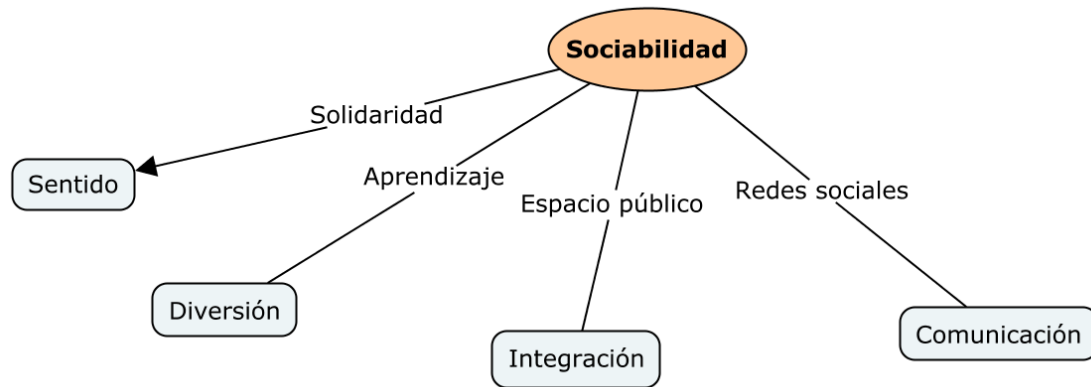 Sociabilidad
Solidaridad
Aprendizaje
Espacio público
Redes sociales
Sentido
Diversión
Integración
Comunicación